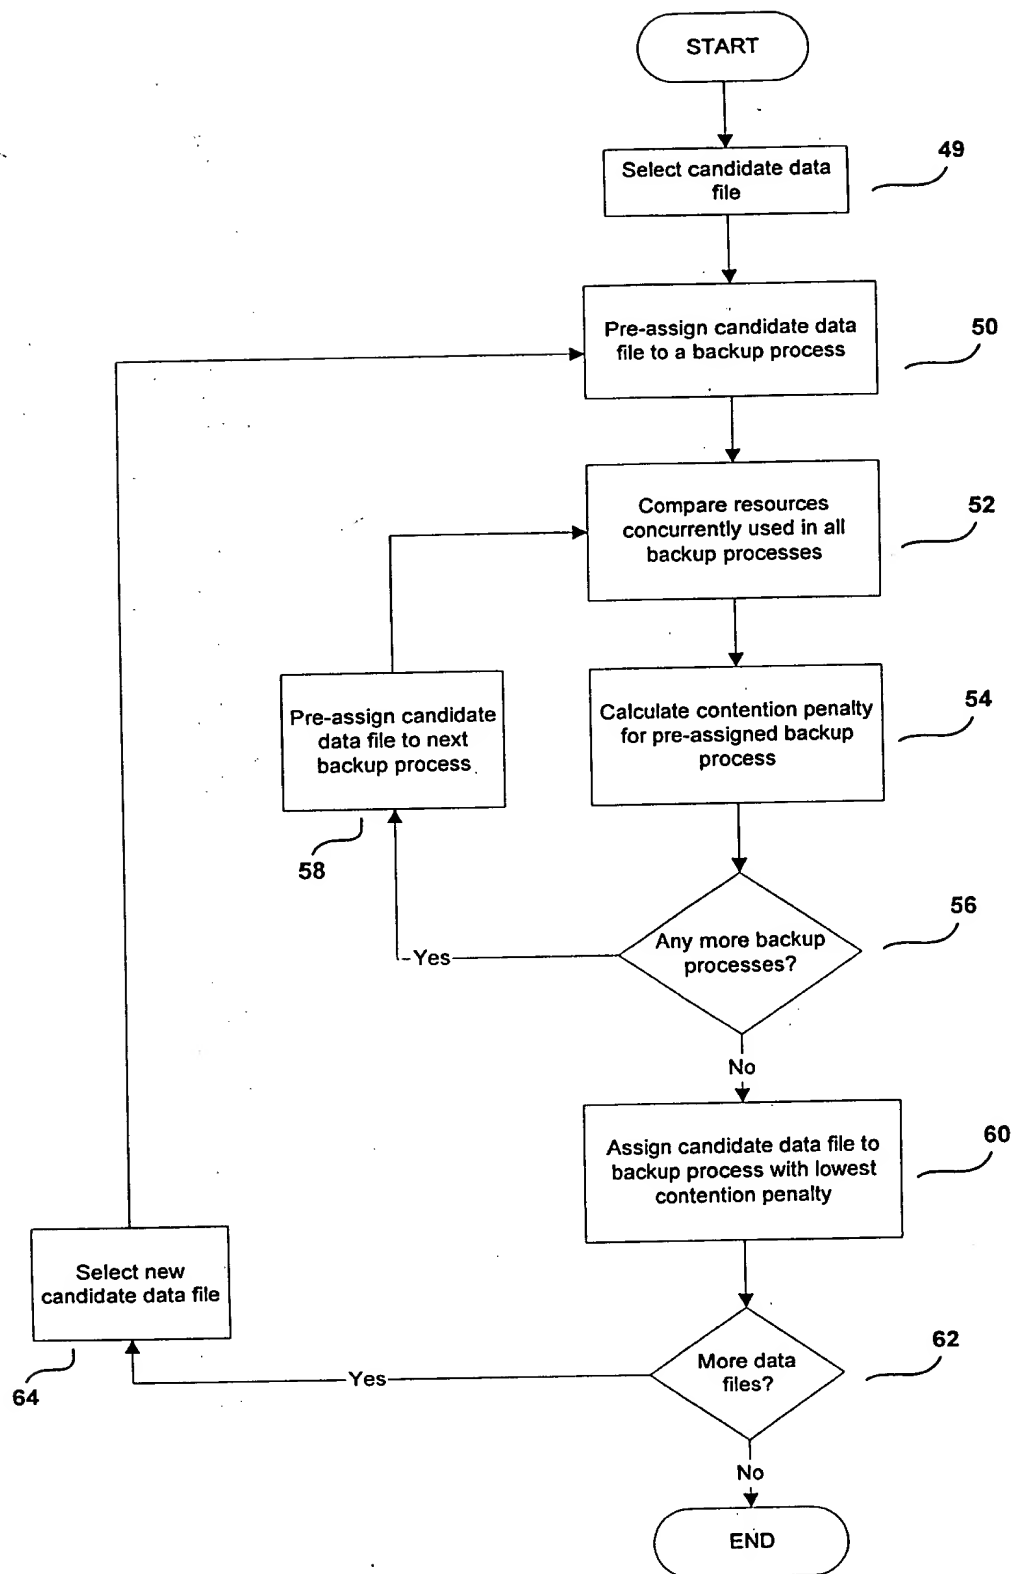 START
Select candidate data
file
49
Pre-assign candidate data
file to a backup process
50
Compare resources
concurrently used in all
backup processes
52
Calculate contention penalty
for pre-assigned backup
process
54
Pre-assign candidate
data file to next
backup process
58
Any more backup
processes?
56
Yes
No
Assign candidate data file to
backup process with lowest
contention penalty
60
Select new
candidate data file
64
More data
files?
62
Yes
No
END